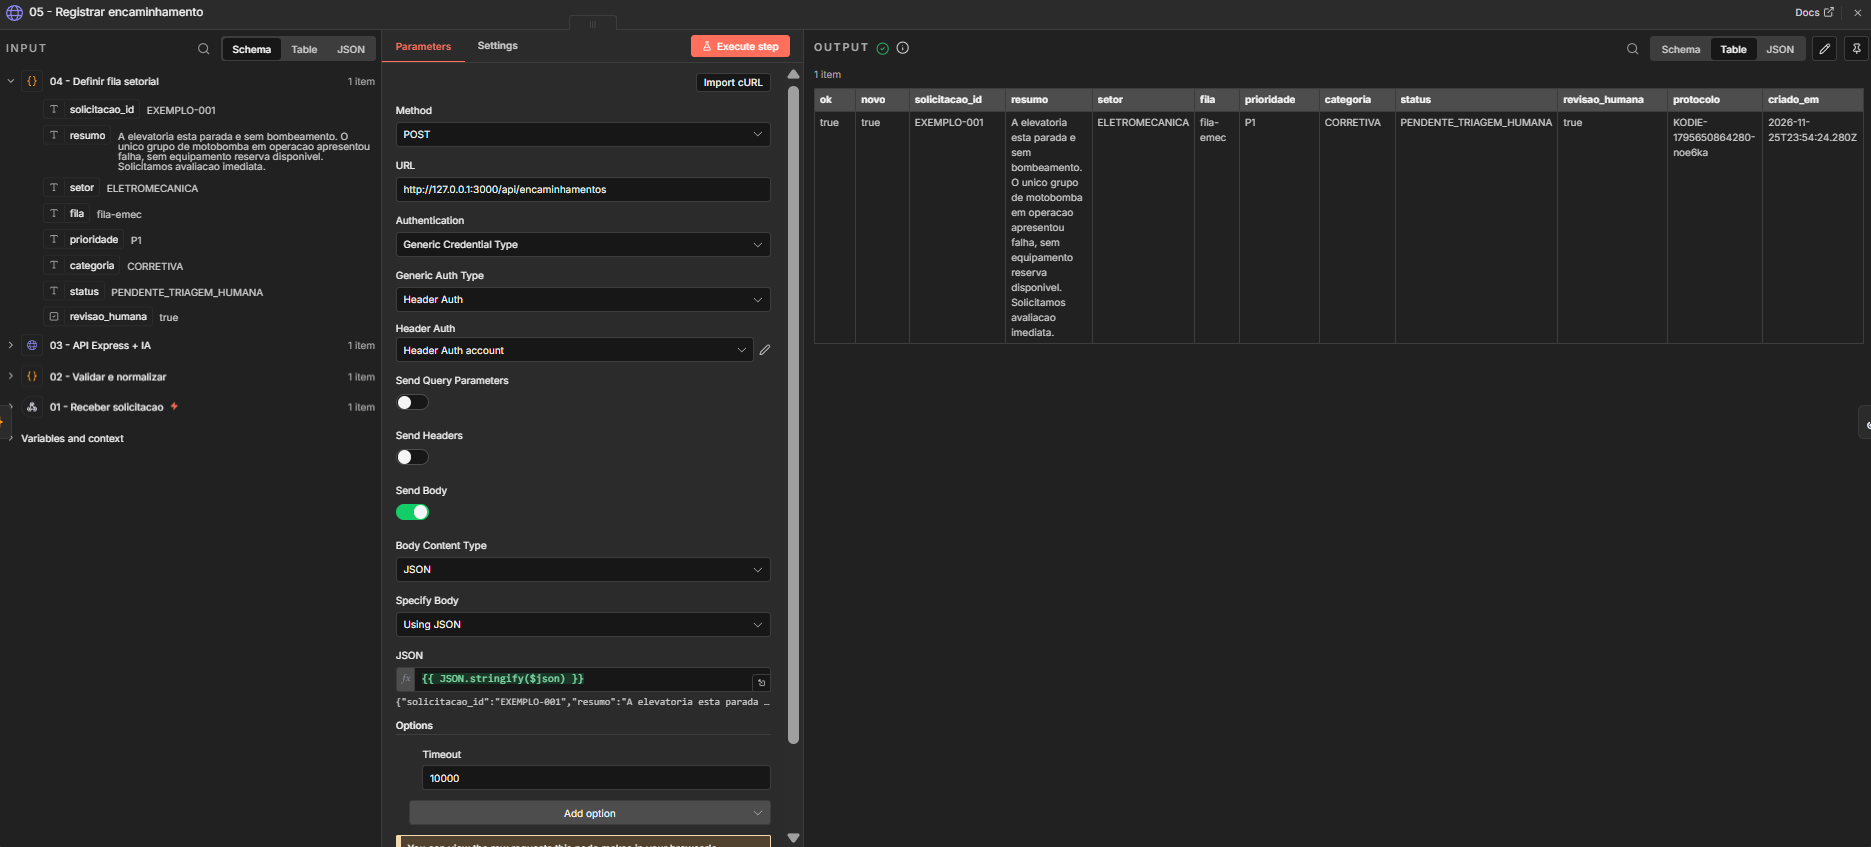 05 - Registrar encaminhamento
Docs
INPUT
Schema
Table
JSON
04 - Definir fila setorial
1 item
solicitacao_id
EXEMPLO-001
resumo
A elevatoria esta parada e sem bombeamento. O
unico grupo de motobomba em operacao apresentou
falha, sem equipamento reserva disponivel.
Solicitamos avaliacao imediata.
setor
ELETROMECANICA
fila
fila-emec
prioridade
P1
categoria
CORRETIVA
status
PENDENTE_TRIAGEM_HUMANA
revisao_humana
true
03 - API Express + IA
1 item
02 - Validar e normalizar
1 item
01 - Receber solicitacao
1 item
Variables and context
Parameters
Settings
Execute step
Import cURL
Method
POST
URL
http://127.0.0.1:3000/api/encaminhamentos
Authentication
Generic Credential Type
Generic Auth Type
Header Auth
Header Auth
Header Auth account
Send Query Parameters
Send Headers
Send Body
Body Content Type
JSON
Specify Body
Using JSON
JSON
fx
{{ JSON.stringify($json) }}
{"solicitacao_id":"EXEMPLO-001","resumo":"A elevatoria esta parada …
Options
Timeout
10000
Add option
OUTPUT
Schema
Table
JSON
1 item
ok
novo
solicitacao_id
resumo
setor
fila
prioridade
categoria
status
revisao_humana
protocolo
criado_em
true
true
EXEMPLO-001
A elevatoria
esta parada
e sem
bombeamento.
O unico grupo
de motobomba
em operacao
apresentou
falha, sem
equipamento
reserva
disponivel.
Solicitamos
avaliacao
imediata.
ELETROMECANICA
fila-
emec
P1
CORRETIVA
PENDENTE_TRIAGEM_HUMANA
true
KODIE-
1795650864280-
noe6ka
2026-11-
25T23:54:24.280Z